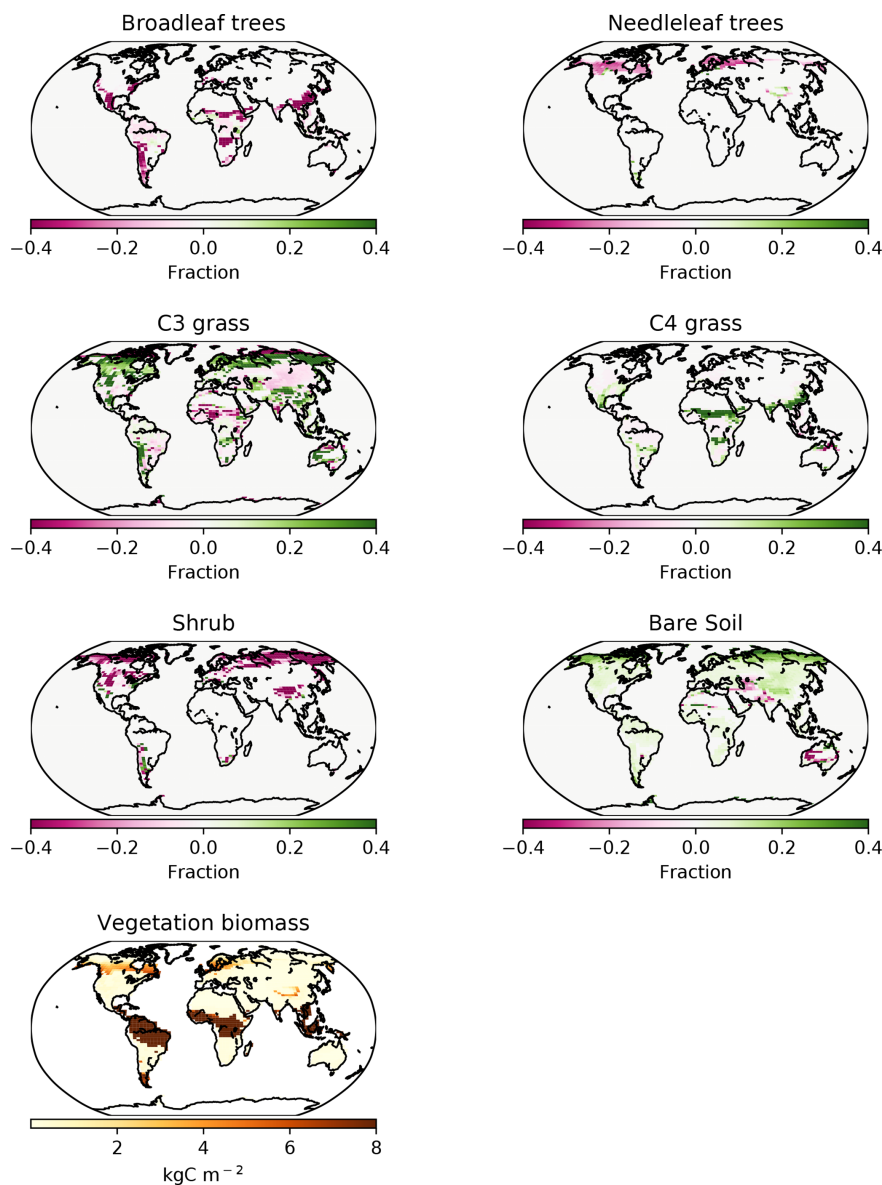 Broadleaf trees
Needleleaf trees
−0.4 −0.2 0.0 0.2 0.4
Fraction
−0.4 −0.2 0.0 0.2 0.4
Fraction
C3 grass
C4 grass
−0.4 −0.2 0.0 0.2 0.4
Fraction
−0.4 −0.2 0.0 0.2 0.4
Fraction
Shrub
Bare Soil
−0.4 −0.2 0.0 0.2 0.4
Fraction
−0.4 −0.2 0.0 0.2 0.4
Fraction
Vegetation biomass
2 4 6 8
kgC m⁻²